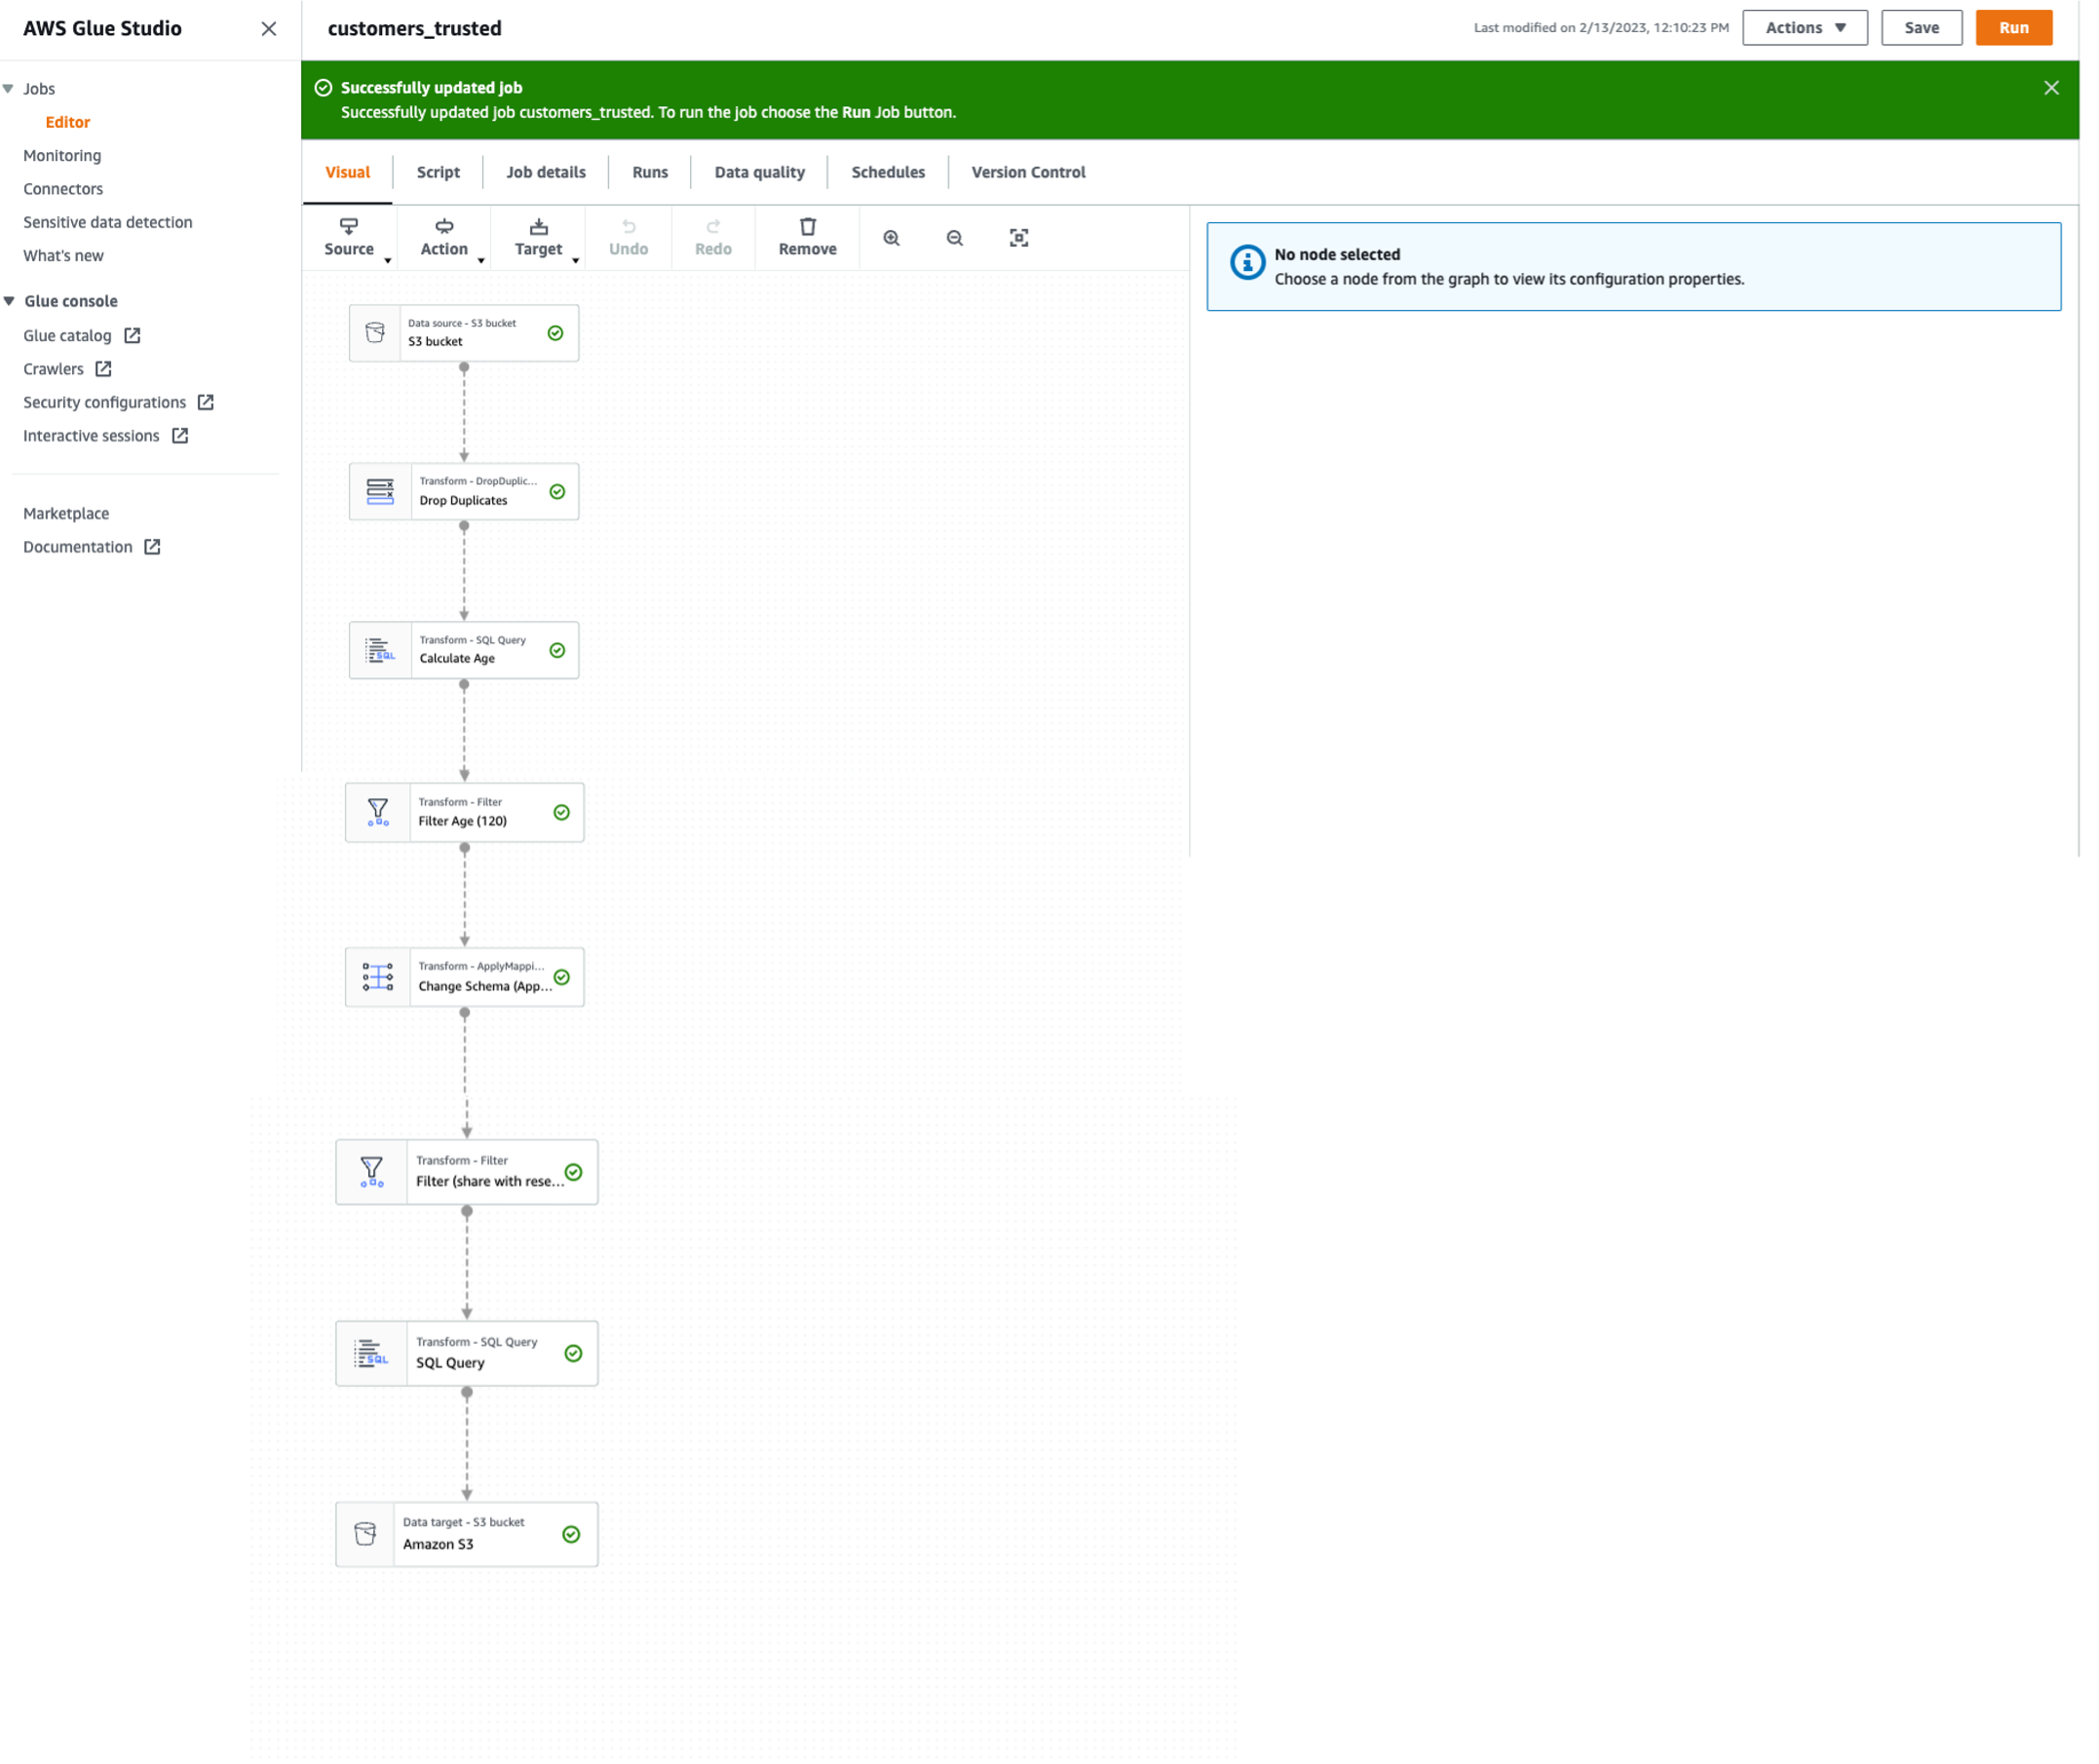 AWS Glue Studio
Jobs
Editor
Monitoring
Connectors
Sensitive data detection
What's new
Glue console
Glue catalog
Crawlers
Security configurations
Interactive sessions
Marketplace
Documentation
customers_trusted
Last modified on 2/13/2023, 12:10:23 PM
Actions
Save
Run
Successfully updated job
Successfully updated job customers_trusted. To run the job choose the Run Job button.
Visual
Script
Job details
Runs
Data quality
Schedules
Version Control
Source
Action
Target
Undo
Redo
Remove
No node selected
Choose a node from the graph to view its configuration properties.
Data source - S3 bucket
S3 bucket
Transform - DropDuplic...
Drop Duplicates
Transform - SQL Query
SQL
Calculate Age
Transform - Filter
Filter Age (120)
Transform - ApplyMappi...
Change Schema (App...
Transform - Filter
Filter (share with rese...
Transform - SQL Query
SQL
SQL Query
Data target - S3 bucket
Amazon S3